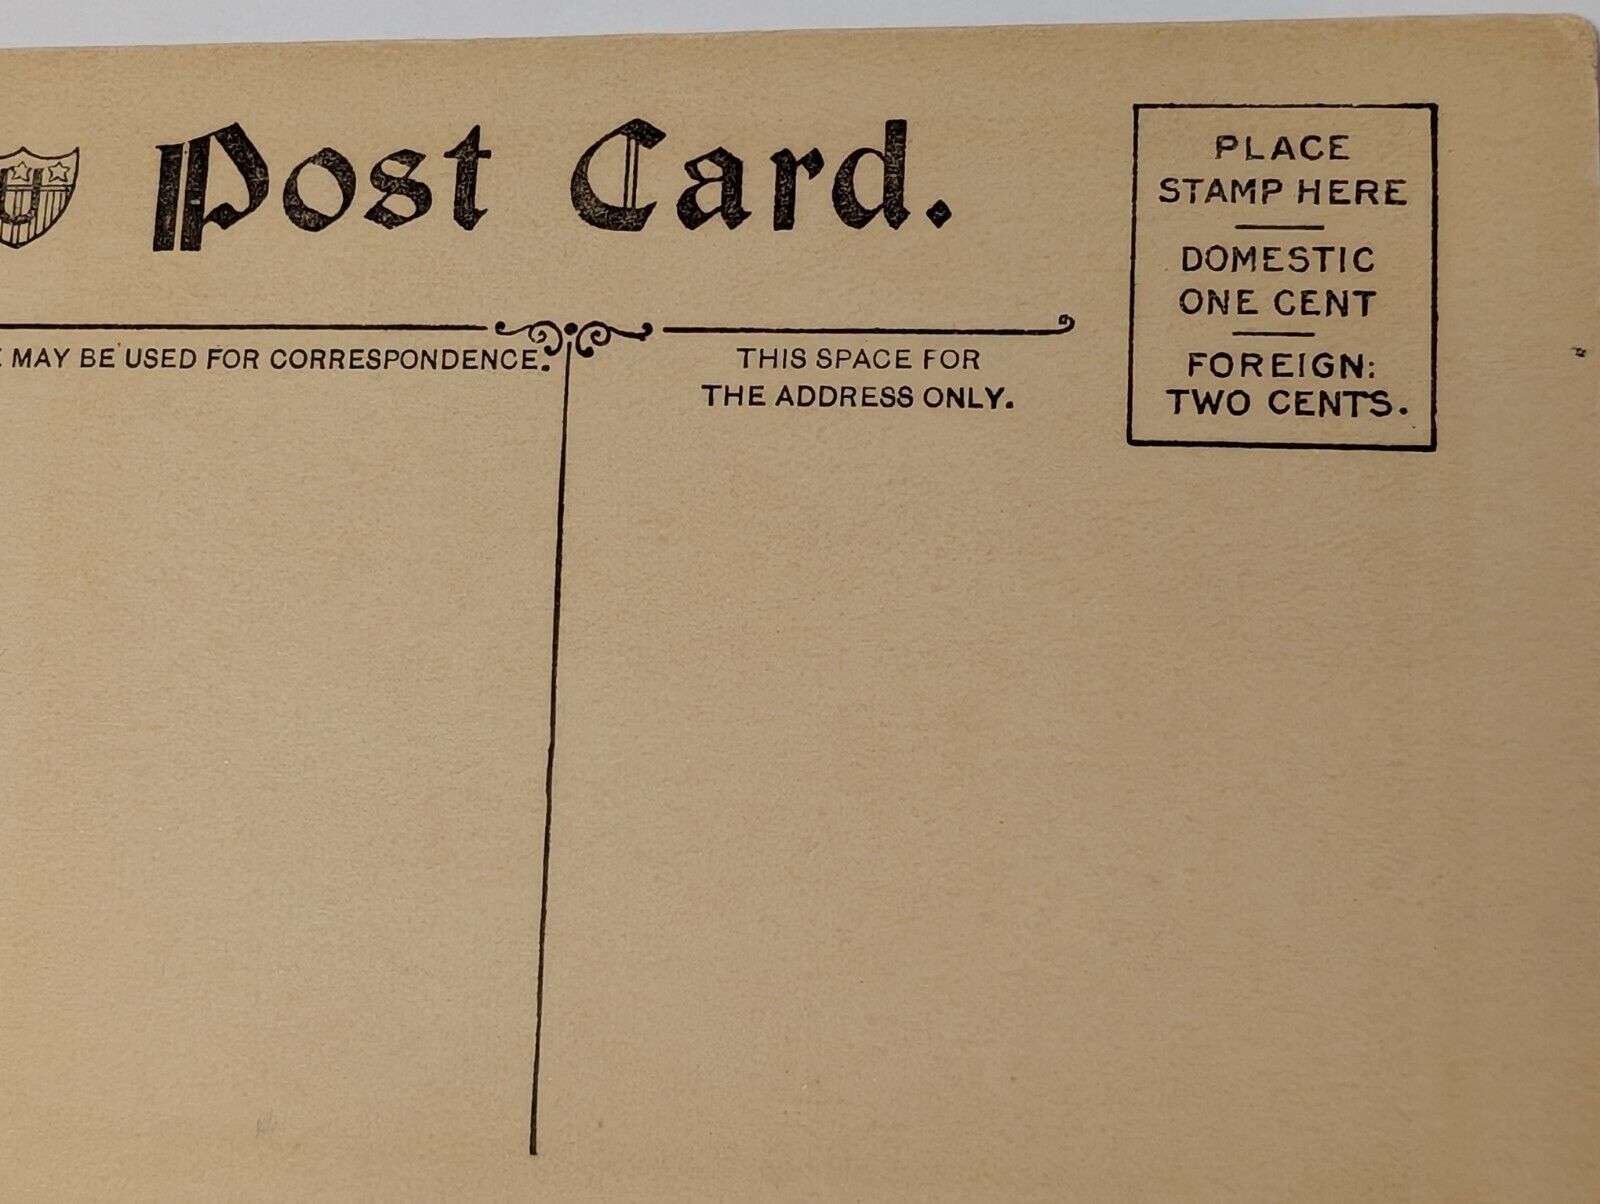 U
Post Card.
PLACE
STAMP HERE
DOMESTIC
ONE CENT
FOREIGN:
TWO CENTS.
MAY BE USED FOR CORRESPONDENCE.
THIS SPACE FOR
THE ADDRESS ONLY.